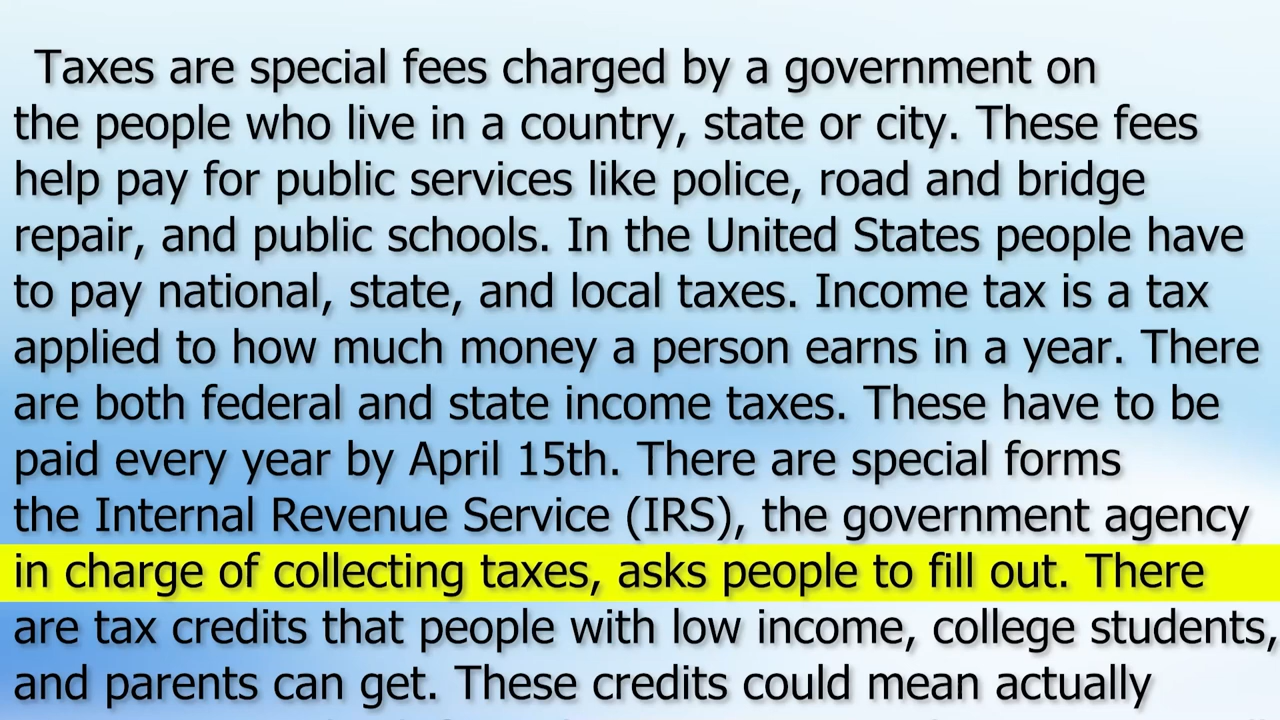 Taxes are special fees charged by a government on
the people who live in a country, state or city. These fees
help pay for public services like police, road and bridge
repair, and public schools. In the United States people have
to pay national, state, and local taxes. Income tax is a tax
applied to how much money a person earns in a year. There
are both federal and state income taxes. These have to be
paid every year by April 15th. There are special forms
the Internal Revenue Service (IRS), the government agency
in charge of collecting taxes, asks people to fill out. There
are tax credits that people with low income, college students,
and parents can get. These credits could mean actually